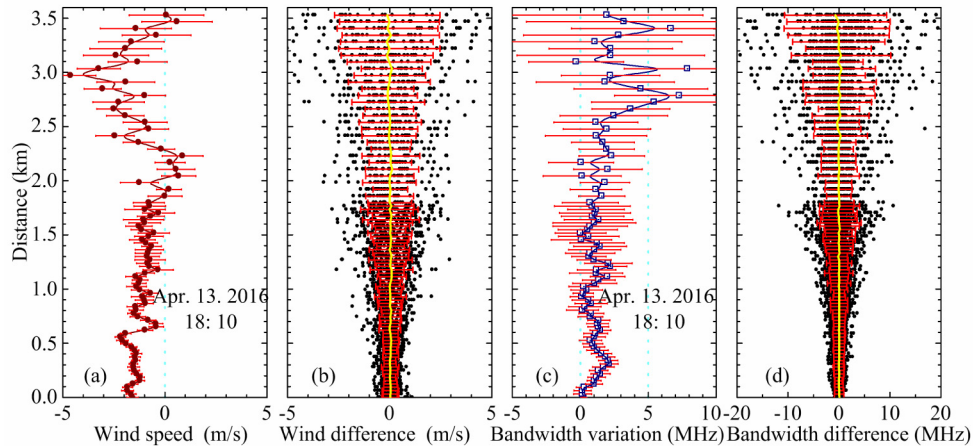 3.5
3.0
2.5
2.0
1.5
1.0
0.5
0.0
Distance (km)
Apr. 13. 2016
18: 10
(a)
-5 0 5
Wind speed (m/s)
(b)
-5 0 5
Wind difference (m/s)
Apr. 13. 2016
18: 10
(c)
-5 0 5 10
Bandwidth variation (MHz)
(d)
-20 -10 0 10 20
Bandwidth difference (MHz)